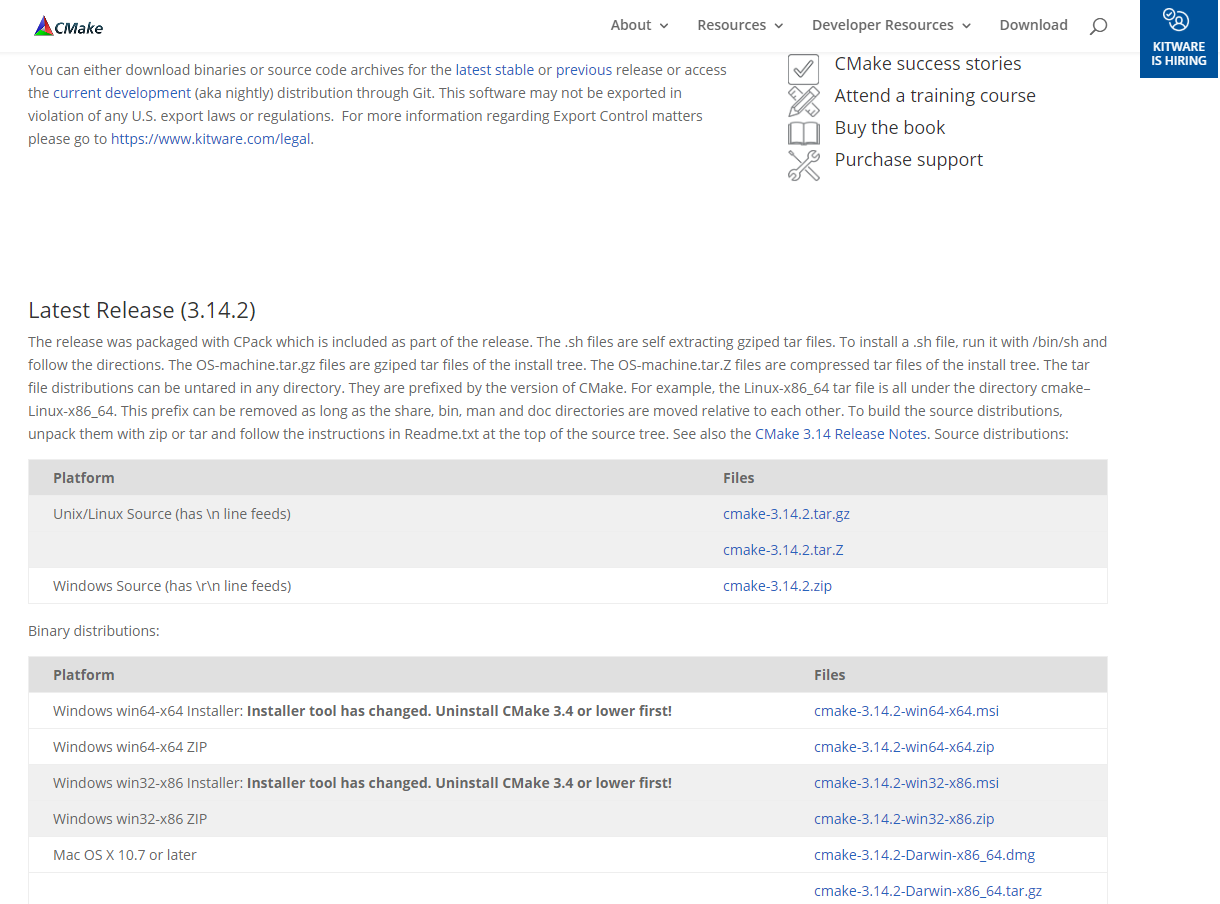 CMake
About
Resources
Developer Resources
Download
KITWARE
IS HIRING
You can either download binaries or source code archives for the latest stable or previous release or access
the current development (aka nightly) distribution through Git. This software may not be exported in
violation of any U.S. export laws or regulations.  For more information regarding Export Control matters
please go to https://www.kitware.com/legal.
CMake success stories
Attend a training course
Buy the book
Purchase support
Latest Release (3.14.2)
The release was packaged with CPack which is included as part of the release. The .sh files are self extracting gziped tar files. To install a .sh file, run it with /bin/sh and
follow the directions. The OS-machine.tar.gz files are gziped tar files of the install tree. The OS-machine.tar.Z files are compressed tar files of the install tree. The tar
file distributions can be untared in any directory. They are prefixed by the version of CMake. For example, the Linux-x86_64 tar file is all under the directory cmake–
Linux-x86_64. This prefix can be removed as long as the share, bin, man and doc directories are moved relative to each other. To build the source distributions,
unpack them with zip or tar and follow the instructions in Readme.txt at the top of the source tree. See also the CMake 3.14 Release Notes. Source distributions:
Platform Files
Unix/Linux Source (has \n line feeds) cmake-3.14.2.tar.gz
cmake-3.14.2.tar.Z
Windows Source (has \r\n line feeds) cmake-3.14.2.zip
Binary distributions:
Platform Files
Windows win64-x64 Installer: Installer tool has changed. Uninstall CMake 3.4 or lower first! cmake-3.14.2-win64-x64.msi
Windows win64-x64 ZIP cmake-3.14.2-win64-x64.zip
Windows win32-x86 Installer: Installer tool has changed. Uninstall CMake 3.4 or lower first! cmake-3.14.2-win32-x86.msi
Windows win32-x86 ZIP cmake-3.14.2-win32-x86.zip
Mac OS X 10.7 or later cmake-3.14.2-Darwin-x86_64.dmg
cmake-3.14.2-Darwin-x86_64.tar.gz